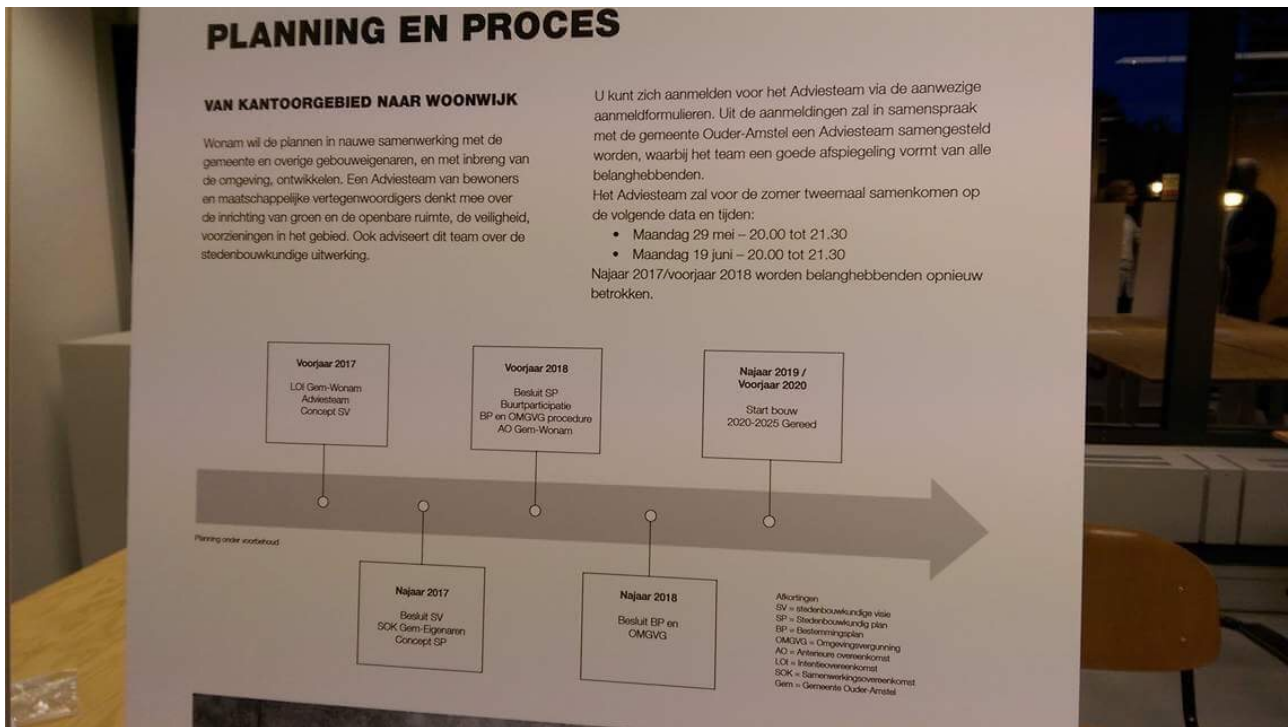 PLANNING EN PROCES
VAN KANTOORGEBIED NAAR WOONWIJK
Wonam wil de plannen in nauwe samenwerking met de
gemeente en overige gebouweigenaren, en met inbreng van
de omgeving, ontwikkelen. Een Adviesteam van bewoners
en maatschappelijke vertegenwoordigers denkt mee over
de inrichting van groen en de openbare ruimte, de veiligheid,
voorzieningen in het gebied. Ook adviseert dit team over de
stedenbouwkundige uitwerking.
U kunt zich aanmelden voor het Adviesteam via de aanwezige
aanmeldformulieren. Uit de aanmeldingen zal in samenspraak
met de gemeente Ouder-Amstel een Adviesteam samengesteld
worden, waarbij het team een goede afspiegeling vormt van alle
belanghebbenden.
Het Adviesteam zal voor de zomer tweemaal samenkomen op
de volgende data en tijden:
• Maandag 29 mei – 20.00 tot 21.30
• Maandag 19 juni – 20.00 tot 21.30
Najaar 2017/voorjaar 2018 worden belanghebbenden opnieuw
betrokken.
Voorjaar 2017
LOI Gem-Wonam
Adviesteam
Concept SV
Voorjaar 2018
Besluit SP
Buurtparticipatie
BP en OMGVG procedure
AO Gem-Wonam
Najaar 2019 /
Voorjaar 2020
Start bouw
2020-2025 Gereed
Planning onder voorbehoud
Najaar 2017
Besluit SV
SOK Gem-Eigenaren
Concept SP
Najaar 2018
Besluit BP en
OMGVG
Afkortingen
SV = stedenbouwkundige visie
SP = Stedenbouwkundig plan
BP = Bestemmingsplan
OMGVG = Omgevingsvergunning
AO = Anterieure overeenkomst
LOI = Intentieovereenkomst
SOK = Samenwerkingsovereenkomst
Gem = Gemeente Ouder-Amstel